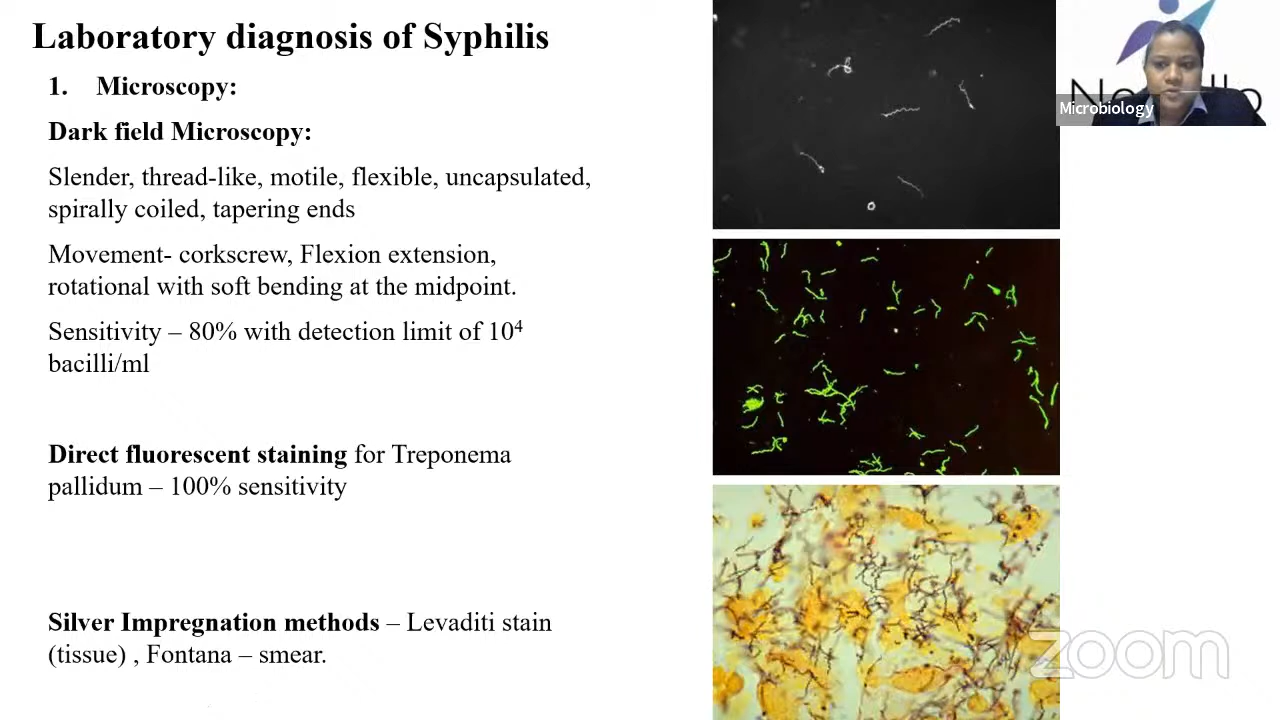 Laboratory diagnosis of Syphilis
1. Microscopy:
Dark field Microscopy:
Slender, thread-like, motile, flexible, uncapsulated,
spirally coiled, tapering ends
Movement- corkscrew, Flexion extension,
rotational with soft bending at the midpoint.
Sensitivity – 80% with detection limit of 10⁴
bacilli/ml
Direct fluorescent staining for Treponema
pallidum – 100% sensitivity
Silver Impregnation methods – Levaditi stain
(tissue) , Fontana – smear.
Microbiology
zoom